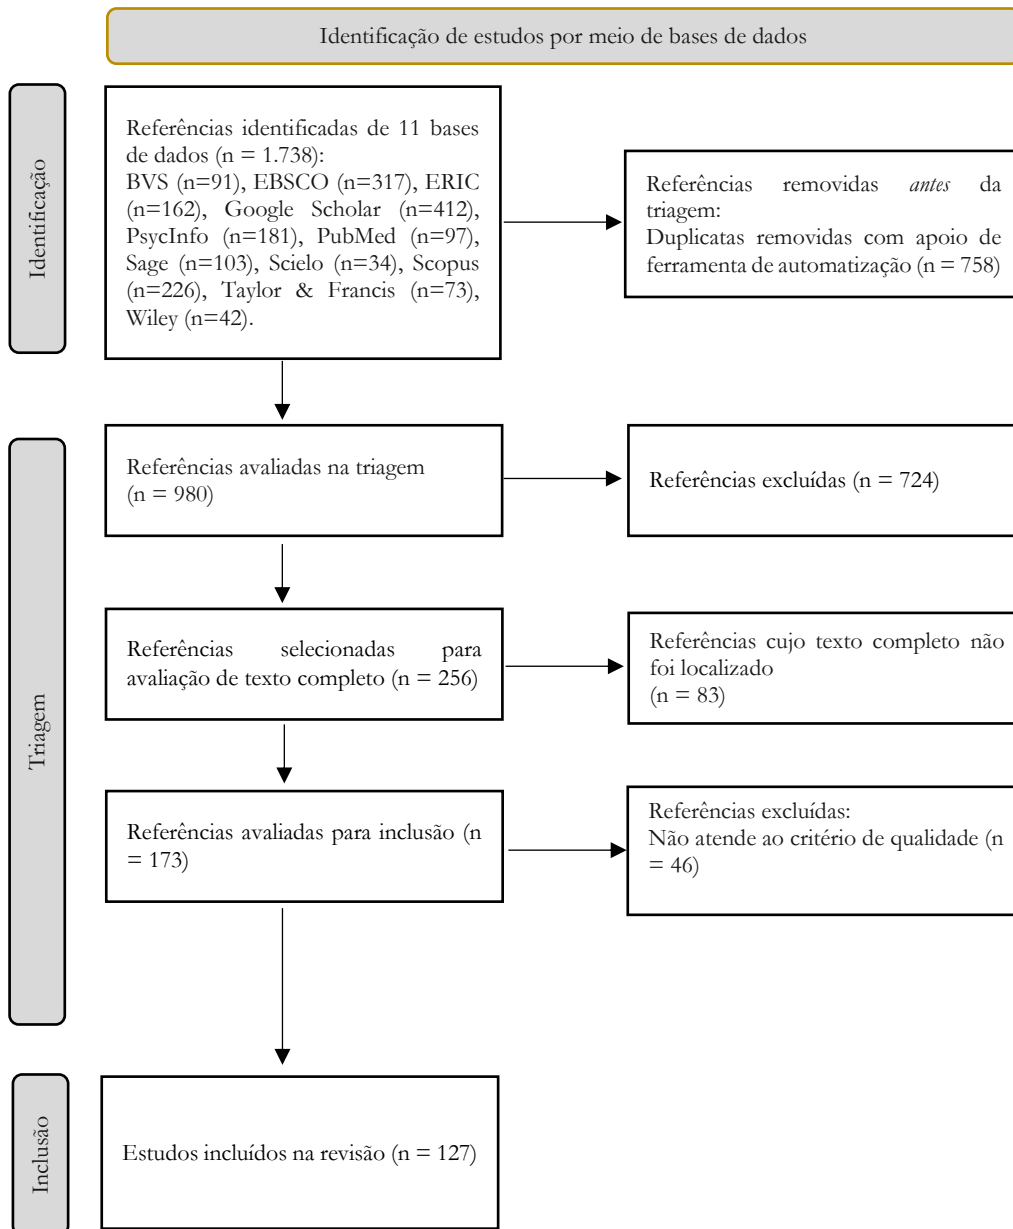 Identificação de estudos por meio de bases de dados
Identificação
Referências identificadas de 11 bases
de dados (n = 1.738):
BVS (n=91), EBSCO (n=317), ERIC
(n=162), Google Scholar (n=412),
PsycInfo (n=181), PubMed (n=97),
Sage (n=103), Scielo (n=34), Scopus
(n=226), Taylor & Francis (n=73),
Wiley (n=42).
Referências removidas antes da
triagem:
Duplicatas removidas com apoio de
ferramenta de automatização (n = 758)
Triagem
Referências avaliadas na triagem
(n = 980)
Referências excluídas (n = 724)
Referências selecionadas para
avaliação de texto completo (n = 256)
Referências cujo texto completo não
foi localizado
(n = 83)
Referências avaliadas para inclusão (n
= 173)
Referências excluídas:
Não atende ao critério de qualidade (n
= 46)
Inclusão
Estudos incluídos na revisão (n = 127)